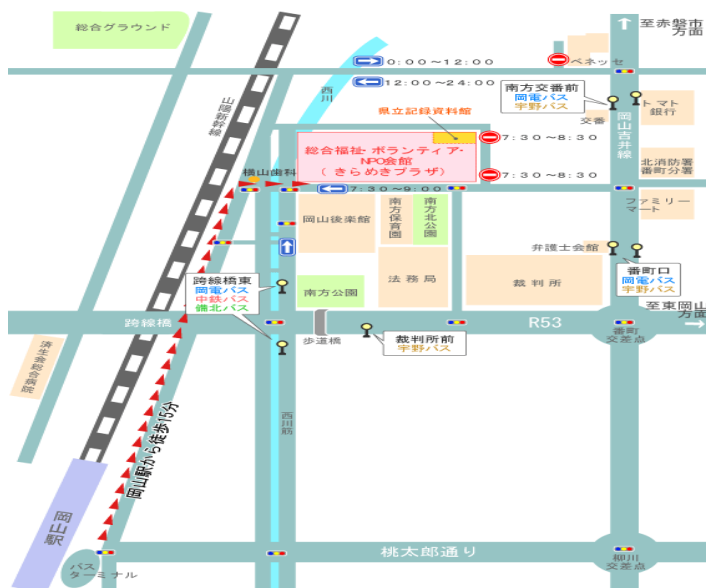 総合グラウンド
至赤磐市
方面
西川
0:00〜12:00
ベネッセ
12:00〜24:00
南方交番前
岡電バス
宇野バス
交番
トマト
銀行
山陽新幹線
県立記録資料館
岡山吉井線
7:30〜8:30
総合福祉・ボランティア・
NPO会館
( きらめきプラザ )
北消防署
番町分署
横山歯科
7:30〜8:30
7:30〜9:00
岡山後楽館
南方保育園
南方北公園
ファミリー
マート
弁護士会館
跨線橋東
岡電バス
中鉄バス
備北バス
南方公園
法務局
裁判所
番町口
岡電バス
宇野バス
至東岡山
方面
跨線橋
R53
番町
交差点
歩道橋
裁判所前
宇野バス
済生会総合病院
岡山駅から徒歩15分
西川筋
岡山駅
桃太郎通り
柳川
交差点
バス
ターミナル